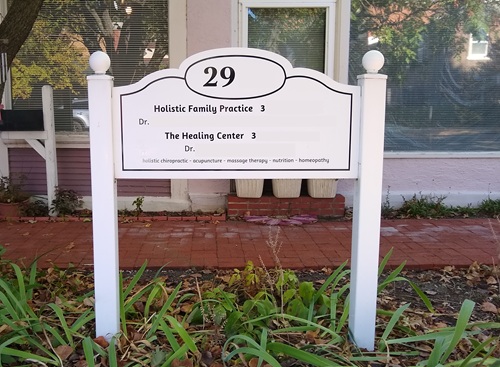 29
Holistic Family Practice 3
Dr.
The Healing Center 3
Dr.
holistic chiropractic - acupuncture - massage therapy - nutrition - homeopathy